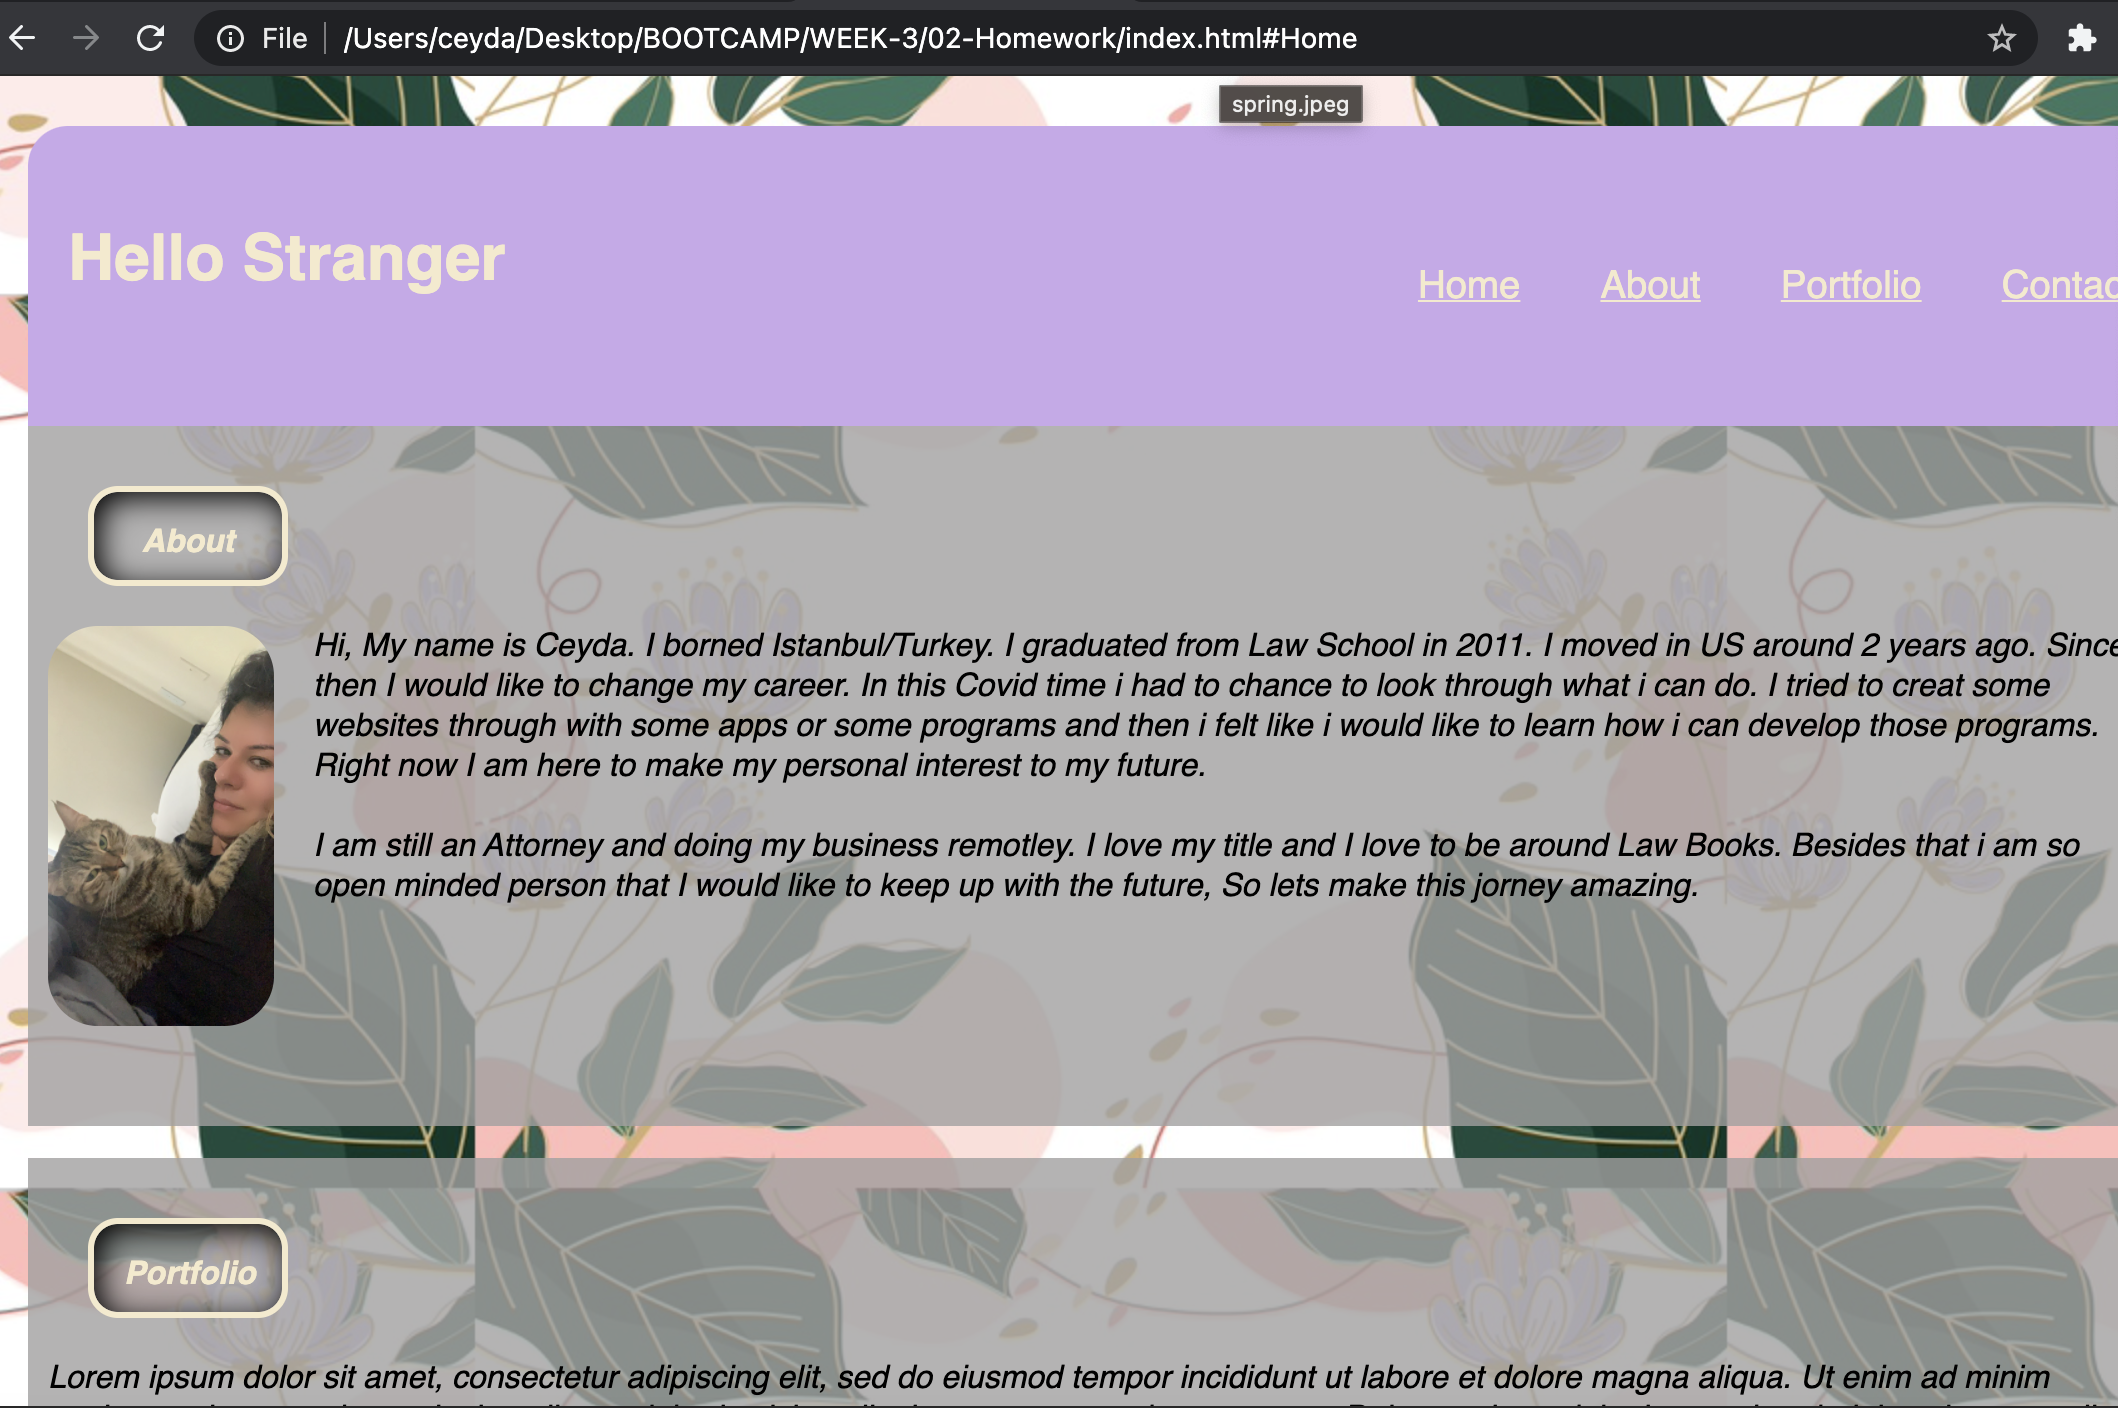 File /Users/ceyda/Desktop/BOOTCAMP/WEEK-3/02-Homework/index.html#Home
spring.jpeg
Hello Stranger
Home About Portfolio Contac
About
Hi, My name is Ceyda. I borned Istanbul/Turkey. I graduated from Law School in 2011. I moved in US around 2 years ago. Since
then I would like to change my career. In this Covid time i had to chance to look through what i can do. I tried to creat some
websites through with some apps or some programs and then i felt like i would like to learn how i can develop those programs.
Right now I am here to make my personal interest to my future.
I am still an Attorney and doing my business remotley. I love my title and I love to be around Law Books. Besides that i am so
open minded person that I would like to keep up with the future, So lets make this jorney amazing.
Portfolio
Lorem ipsum dolor sit amet, consectetur adipiscing elit, sed do eiusmod tempor incididunt ut labore et dolore magna aliqua. Ut enim ad minim